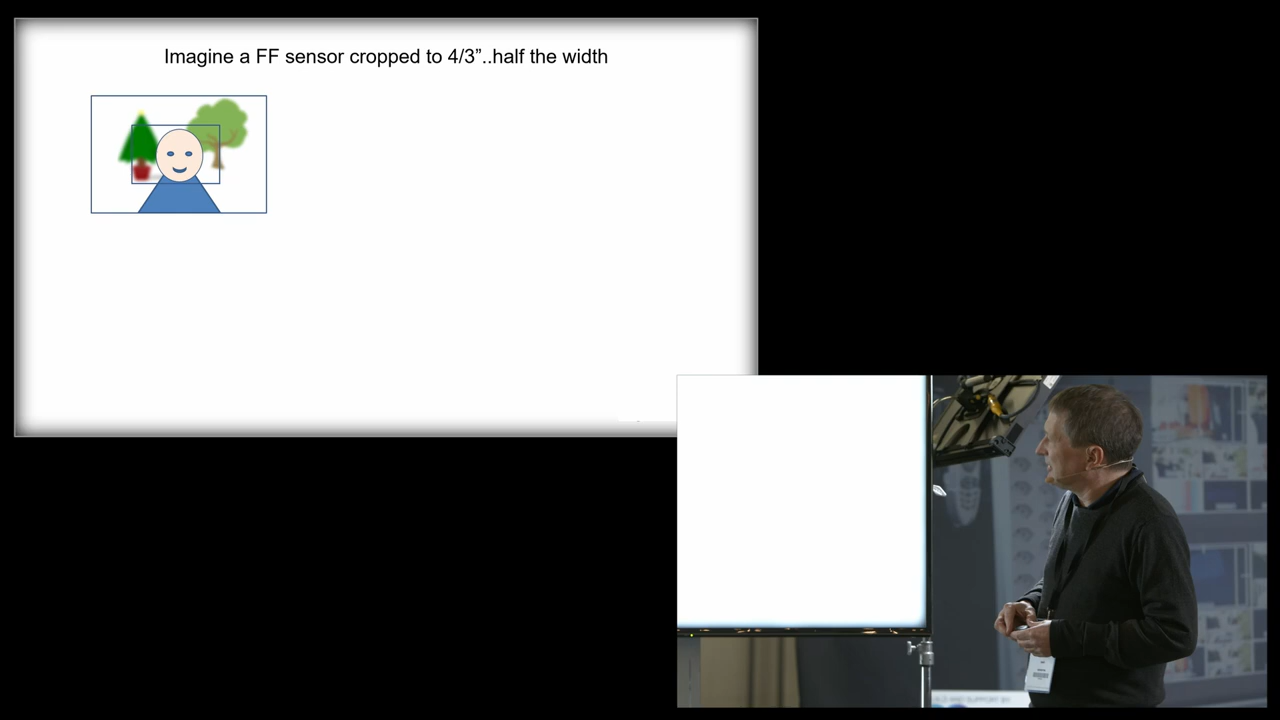 Imagine a FF sensor cropped to 4/3”..half the width